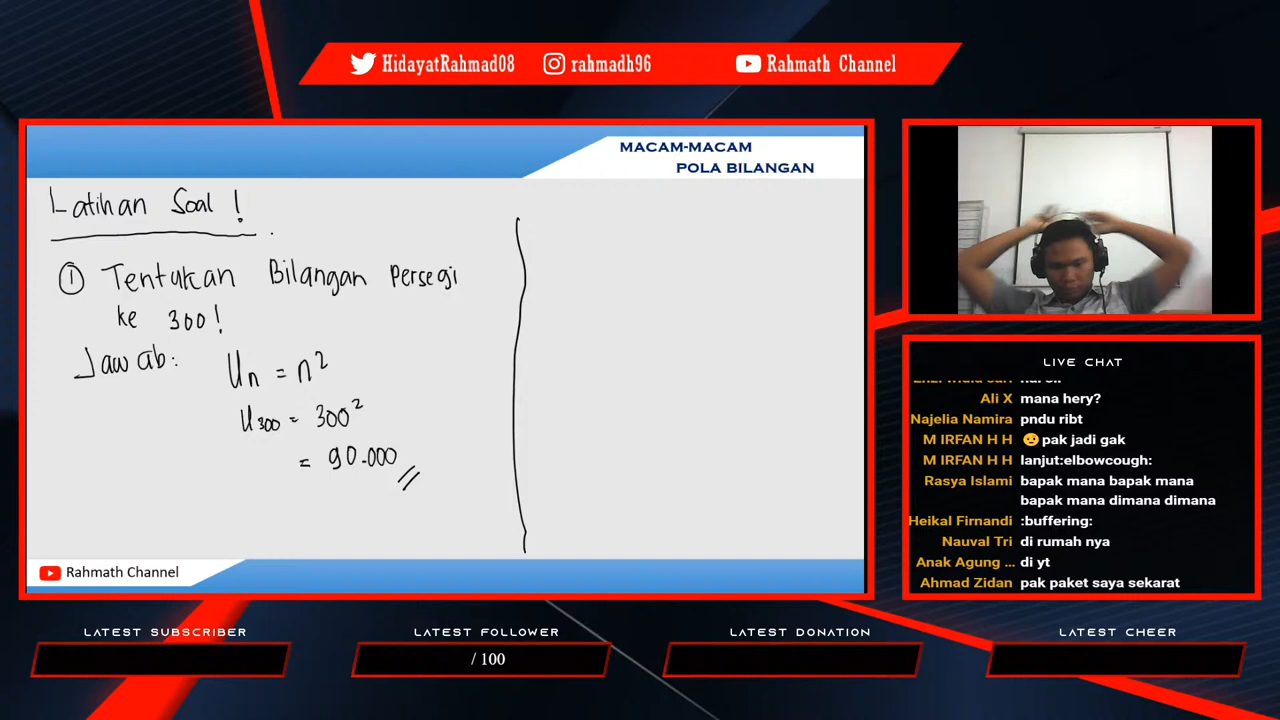 HidayatRahmad08
rahmadh96
Rahmath Channel
MACAM-MACAM
POLA BILANGAN
Latihan Soal !
① Tentukan Bilangan Persegi
ke 300!
Jawab:
Un = n²
U300 = 300²
= 90.000
Rahmath Channel
LIVE CHAT
Ali X mana hery?
Najelia Namira pndu ribt
M IRFAN H H 😥pak jadi gak
M IRFAN H H lanjut:elbowcough:
Rasya Islami bapak mana bapak mana
bapak mana dimana dimana
Heikal Firnandi :buffering:
Nauval Tri di rumah nya
Anak Agung ... di yt
Ahmad Zidan pak paket saya sekarat
LATEST SUBSCRIBER
LATEST FOLLOWER
LATEST DONATION
LATEST CHEER
/ 100